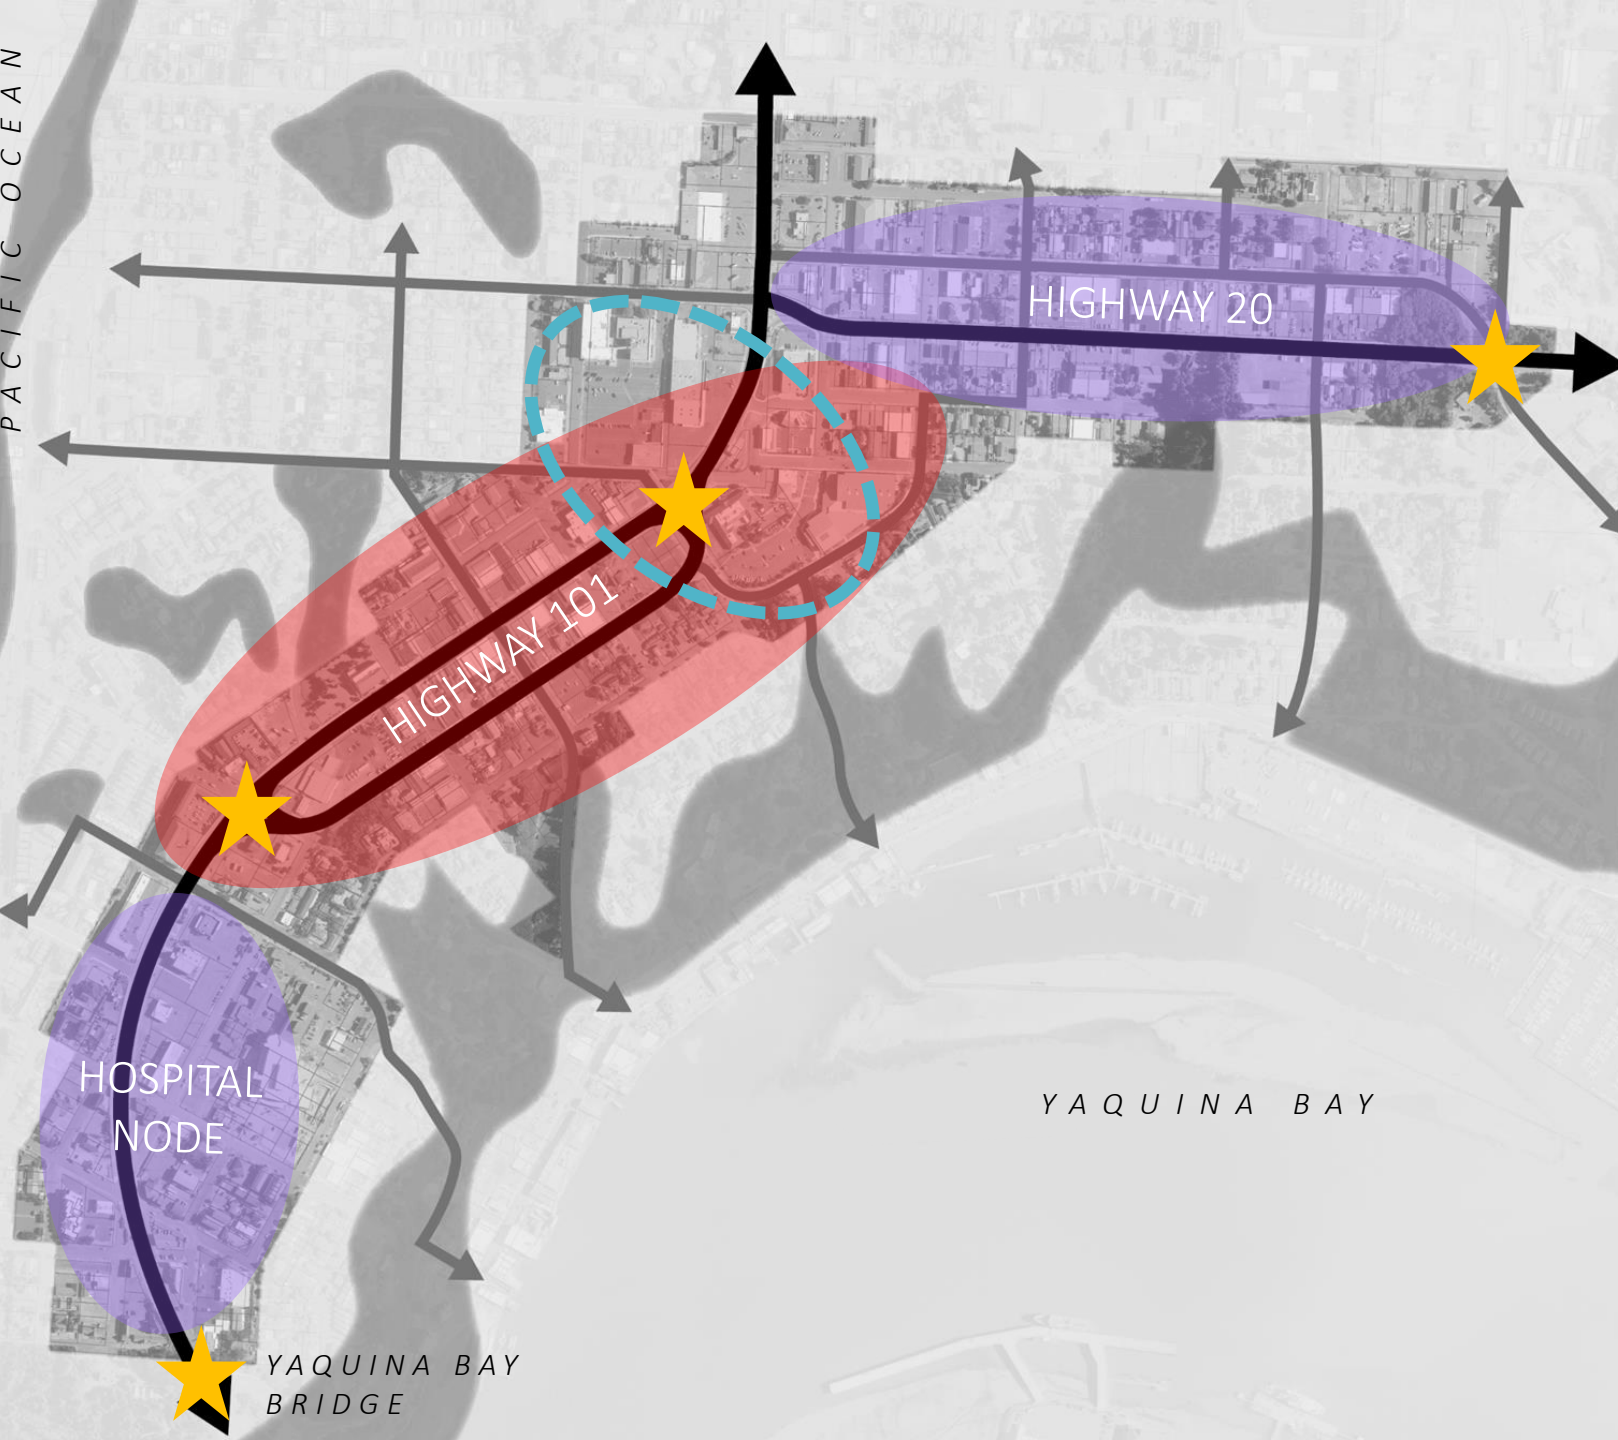 PACIFIC OCEAN
HIGHWAY 20
HIGHWAY 101
HOSPITAL
NODE
YAQUINA BAY
YAQUINA BAY
BRIDGE